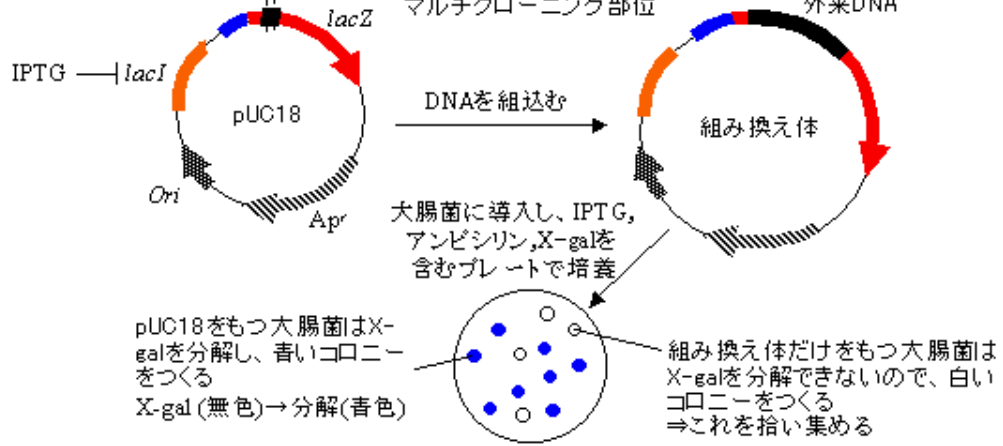 マルチクローニング部位
外来DNA
lacZ
IPTG
lacI
pUC18
DNAを組込む
組み換え体
Ori
Apr
大腸菌に導入し、IPTG,
アンピシリン,X-galを
含むプレートで培養
pUC18をもつ大腸菌はX-
galを分解し、青いコロニー
をつくる
X-gal (無色)→分解(青色)
組み換え体だけをもつ大腸菌は
X-galを分解できないので、白い
コロニーをつくる
⇒これを拾い集める